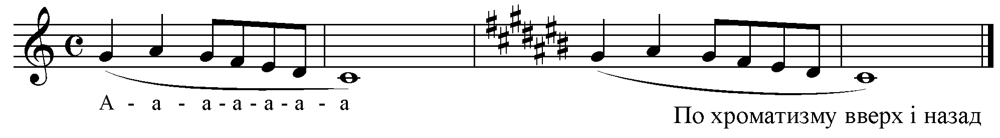 А - а - а - а - а - а - а
По хроматизму вверх і назад